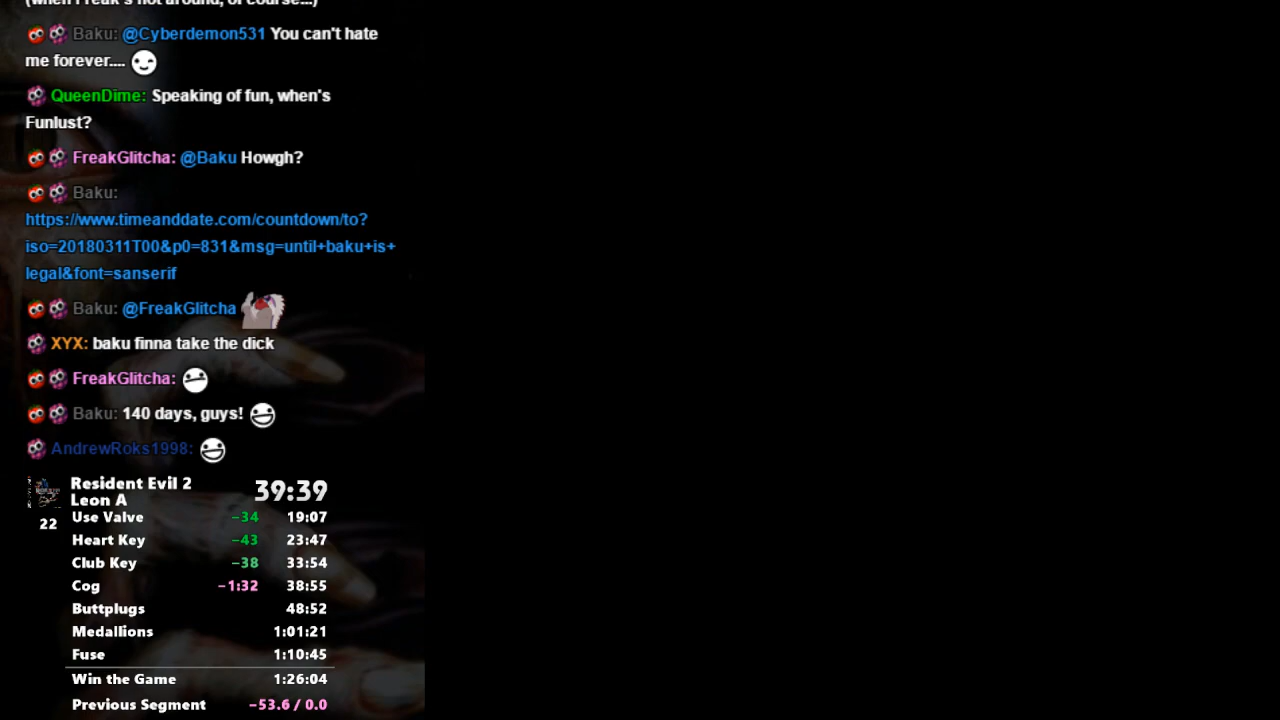 (when Freak's not around, of course...)
Baku: @Cyberdemon531 You can't hate
me forever....
QueenDime: Speaking of fun, when's
Funlust?
FreakGlitcha: @Baku Howgh?
Baku:
https://www.timeanddate.com/countdown/to?
iso=20180311T00&p0=831&msg=until+baku+is+
legal&font=sanserif
Baku: @FreakGlitcha
XYX: baku finna take the dick
FreakGlitcha:
Baku: 140 days, guys!
AndrewRoks1998:
Resident Evil 2
Leon A 39:39
22
Use Valve -34 19:07
Heart Key -43 23:47
Club Key -38 33:54
Cog -1:32 38:55
Buttplugs 48:52
Medallions 1:01:21
Fuse 1:10:45
Win the Game 1:26:04
Previous Segment -53.6 / 0.0